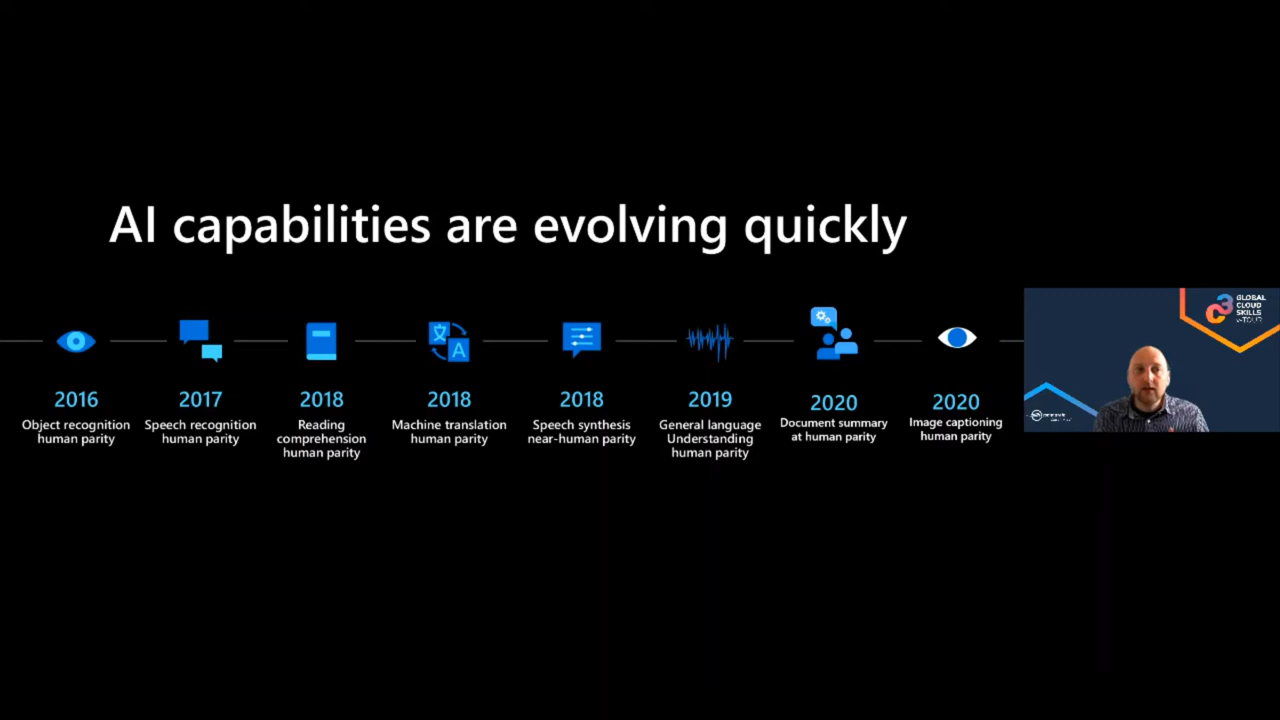 AI capabilities are evolving quickly
2016
Object recognition
human parity
2017
Speech recognition
human parity
2018
Reading
comprehension
human parity
2018
Machine translation
human parity
2018
Speech synthesis
near-human parity
2019
General language
Understanding
human parity
2020
Document summary
at human parity
2020
Image captioning
human parity
GLOBAL
CLOUD
SKILLS